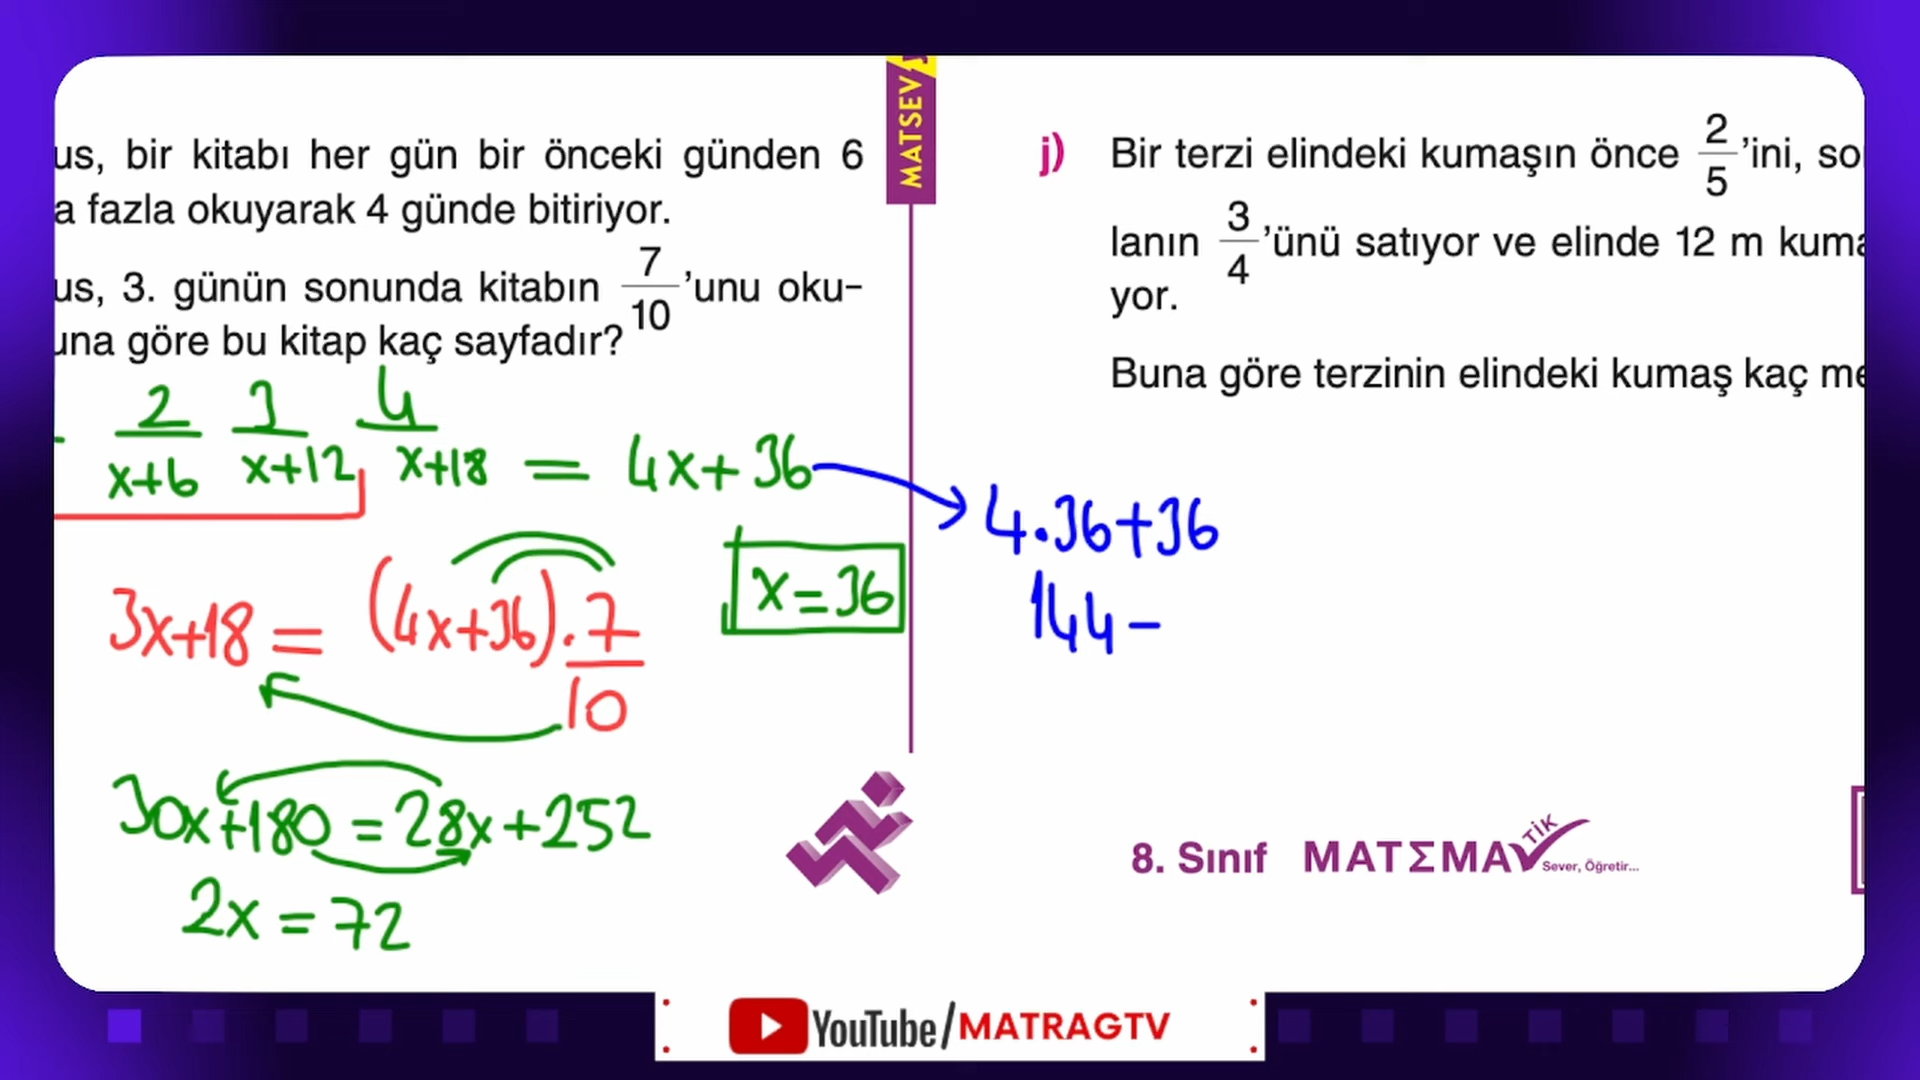 us, bir kitabı her gün bir önceki günden 6
a fazla okuyarak 4 günde bitiriyor.
us, 3. günün sonunda kitabın 7/10 'unu oku-
una göre bu kitap kaç sayfadır?
2 3 4
x+6 x+12 x+18 = 4x+36
3x+18 = (4x+36) . 7/10
x = 36
30x+180 = 28x+252
2x = 72
4.36+36
144-
MATSEV
j) Bir terzi elindeki kumaşın önce 2/5 'ini, so
lanın 3/4 'ünü satıyor ve elinde 12 m kuma
yor.
Buna göre terzinin elindeki kumaş kaç me
8. Sınıf MATΣMATİK
Sever, Öğretir...
YouTube/MATRAGTV